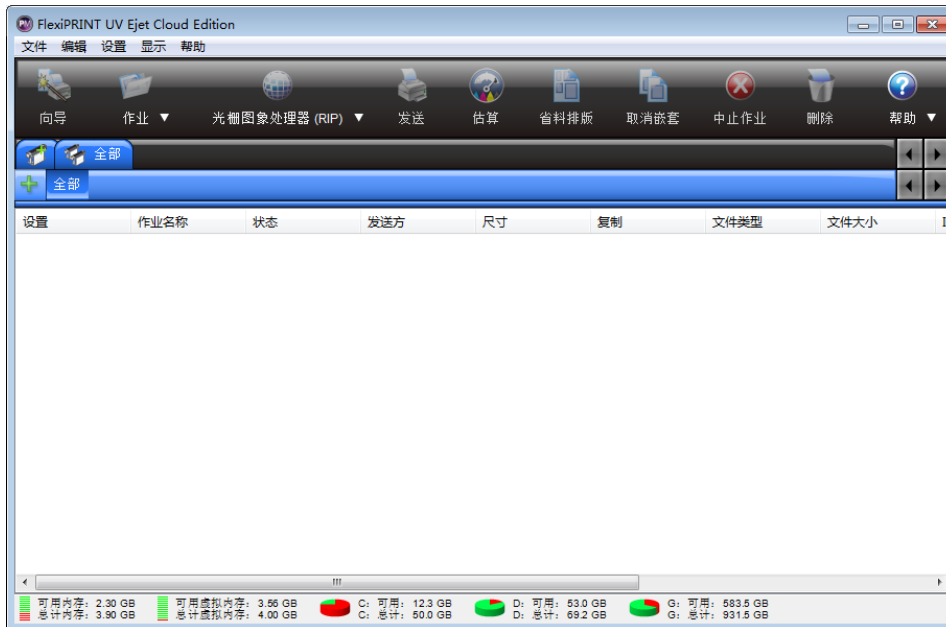 FlexiPRINT UV Ejet Cloud Edition
文件 编辑 设置 显示 帮助
向导 作业 光栅图象处理器 (RIP) 发送 估算 省料排版 取消嵌套 中止作业 删除 帮助
全部
全部
设置 作业名称 状态 发送方 尺寸 复制 文件类型 文件大小
可用内存: 2.30 GB 可用虚拟内存: 3.56 GB C: 可用: 12.3 GB D: 可用: 53.0 GB G: 可用: 583.5 GB
总计内存: 3.90 GB 总计虚拟内存: 4.00 GB C: 总计: 50.0 GB D: 总计: 69.2 GB G: 总计: 931.5 GB